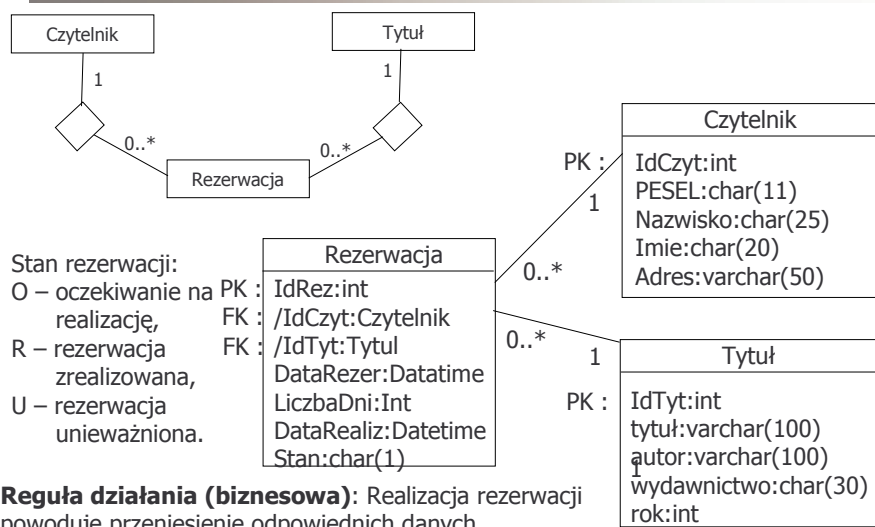 Czytelnik
Tytuł
1
1
0..*
0..*
Rezerwacja
Czytelnik
PK :
IdCzyt:int
PESEL:char(11)
Nazwisko:char(25)
Imie:char(20)
Adres:varchar(50)
1
0..*
Stan rezerwacji:
O – oczekiwanie na
realizację,
R – rezerwacja
zrealizowana,
U – rezerwacja
unieważniona.
Rezerwacja
PK :
IdRez:int
FK :
/IdCzyt:Czytelnik
FK :
/IdTyt:Tytul
DataRezer:Datatime
LiczbaDni:Int
DataRealiz:Datetime
Stan:char(1)
0..*
1
Tytuł
PK :
IdTyt:int
tytuł:varchar(100)
autor:varchar(100)
1
wydawnictwo:char(30)
rok:int
Reguła działania (biznesowa): Realizacja rezerwacji
powoduje przeniesienie odpowiednich danych